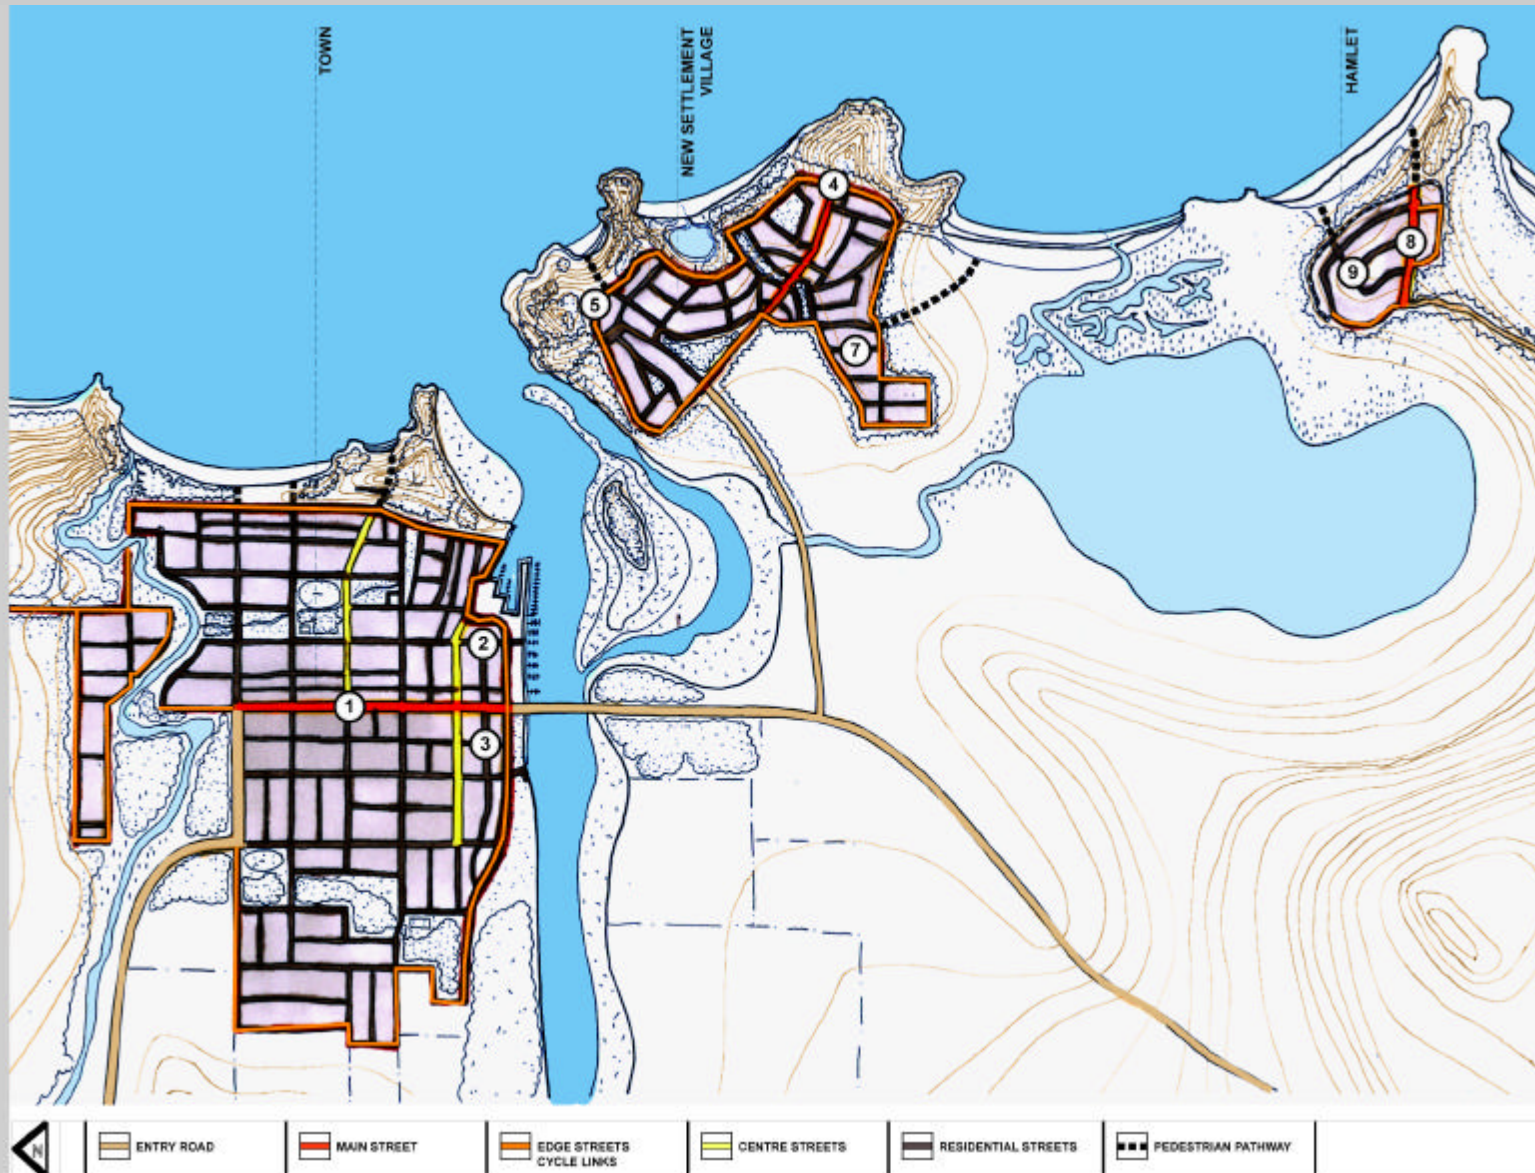 TOWN
NEW SETTLEMENT
VILLAGE
HAMLET
4
8
9
5
7
2
1
3
N
ENTRY ROAD
MAIN STREET
EDGE STREETS
CYCLE LINKS
CENTRE STREETS
RESIDENTIAL STREETS
PEDESTRIAN PATHWAY